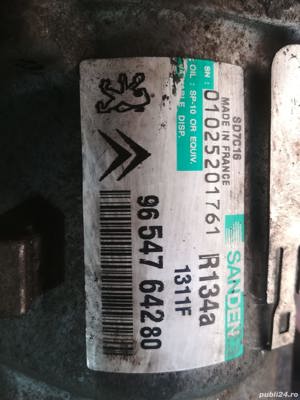 SD7C16
MADE IN FRANCE
SN:
01025201761
OIL: SP-10 OR EQUIV.
DISP.
SANDEN
R134a
1311F
96 547 64280
publi24.ro